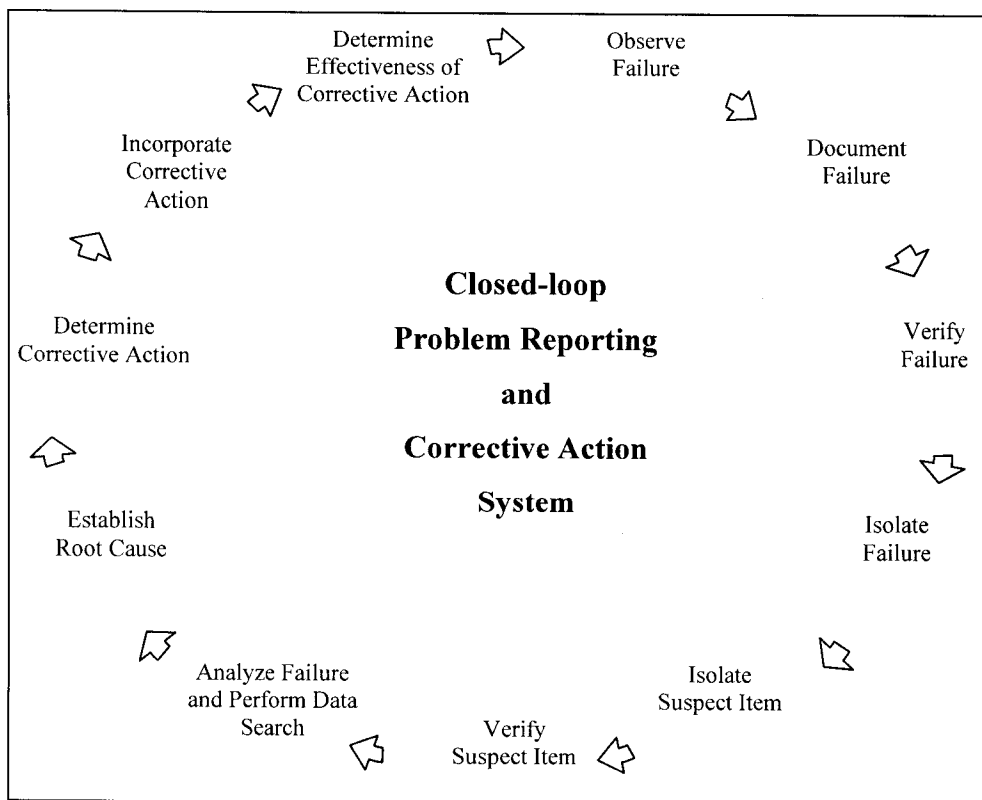 Closed-loop
Problem Reporting
and
Corrective Action
System
Observe
Failure
Document
Failure
Verify
Failure
Isolate
Failure
Isolate
Suspect Item
Verify
Suspect Item
Analyze Failure
and Perform Data
Search
Establish
Root Cause
Determine
Corrective Action
Incorporate
Corrective
Action
Determine
Effectiveness of
Corrective Action